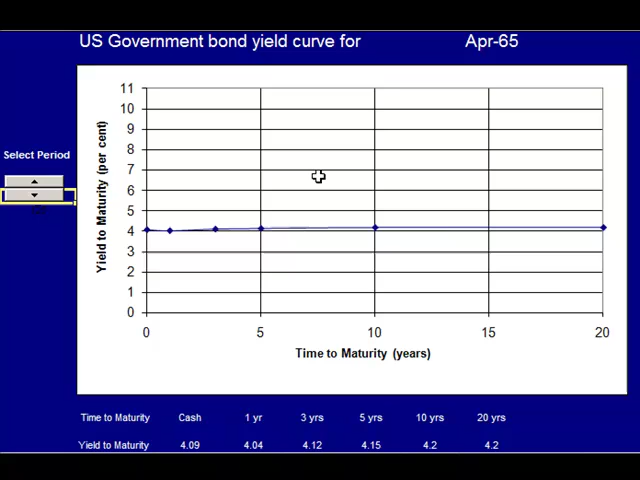 US Government bond yield curve for Apr-65
Select Period
Yield to Maturity (per cent)
11
10
9
8
7
6
5
4
3
2
1
0
0 5 10 15 20
Time to Maturity (years)
Time to Maturity Cash 1 yr 3 yrs 5 yrs 10 yrs 20 yrs
Yield to Maturity 4.09 4.04 4.12 4.15 4.2 4.2